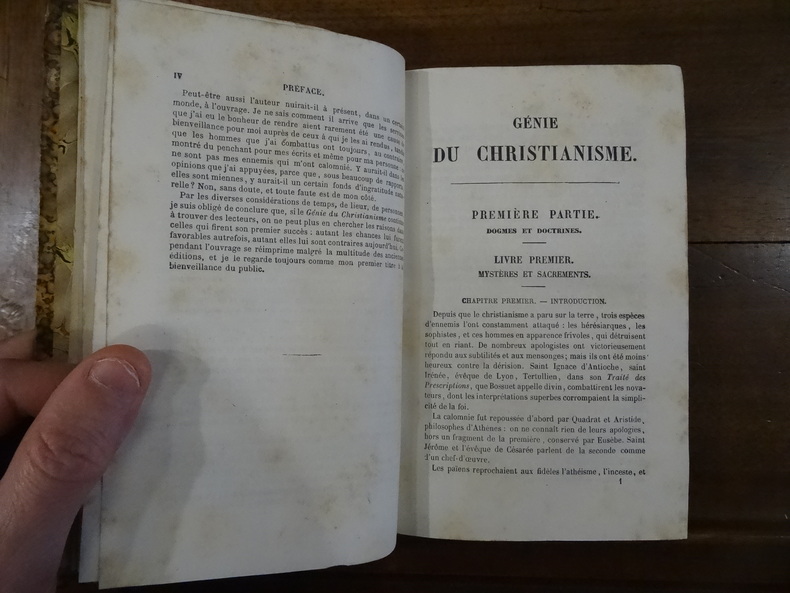 IV
PRÉFACE.
Peut-être aussi l'auteur nuirait-il à présent, dans un certain
monde, à l'ouvrage. Je ne sais comment il arrive que les services
que j'ai eu le bonheur de rendre aient rarement été une cause de
bienveillance pour moi auprès de ceux à qui je les ai rendus, tandis
que les hommes que j'ai combattus ont toujours, au contraire,
montré du penchant pour mes écrits et même pour ma personne
ne sont pas mes ennemis qui m'ont calomnié. Y aurait-il dans les
opinions que j'ai appuyées, parce que, sous beaucoup de rapports,
elles sont miennes, y aurait-il un certain fonds d'ingratitude
relle? Non, sans doute, et toute faute est de mon côté.
Par les diverses considérations de temps, de lieux, de personnes,
je suis obligé de conclure que, si le Génie du Christianisme continue
à trouver des lecteurs, on ne peut plus en chercher les raisons dans
celles qui firent son premier succès: autant les chances lui furent
favorables autrefois, autant elles lui sont contraires aujourd'hui.
pendant l'ouvrage se réimprime malgré la multitude des anciennes
éditions, et je le regarde toujours comme mon premier titre à la
bienveillance du public.
GÉNIE
DU CHRISTIANISME.
PREMIÈRE PARTIE.
DOGMES ET DOCTRINES.
LIVRE PREMIER.
MYSTÈRES ET SACREMENTS.
CHAPITRE PREMIER. — INTRODUCTION.
Depuis que le christianisme a paru sur la terre, trois espèces
d'ennemis l'ont constamment attaqué : les hérésiarques, les
sophistes, et ces hommes en apparence frivoles, qui détruisent
tout en riant. De nombreux apologistes ont victorieusement
répondu aux subtilités et aux mensonges; mais ils ont été moins
heureux contre la dérision. Saint Ignace d'Antioche, saint
Irénée, évêque de Lyon, Tertullien, dans son Traité des
Prescriptions, que Bossuet appelle divin, combattirent les nova-
teurs, dont les interprétations superbes corrompaient la simpli-
cité de la foi.
La calomnie fut repoussée d'abord par Quadrat et Aristide,
philosophes d'Athènes : on ne connaît rien de leurs apologies,
hors un fragment de la première, conservé par Eusèbe. Saint
Jérôme et l'évêque de Césarée parlent de la seconde comme
d'un chef-d'œuvre.
Les païens reprochaient aux fidèles l'athéisme, l'inceste, et
1